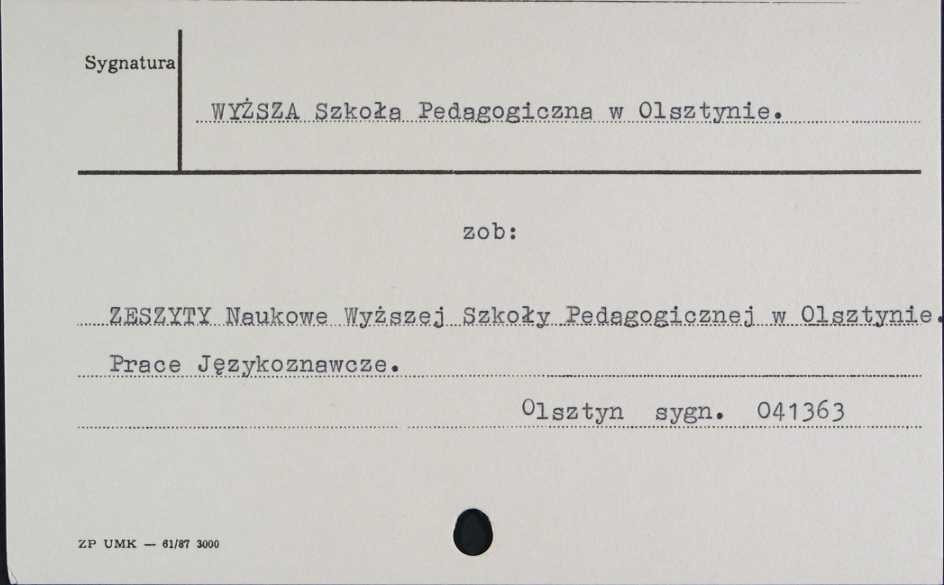 Sygnatura
WYŻSZA Szkoła Pedagogiczna w Olsztynie.
zob:
ZESZYTY Naukowe Wyższej Szkoły Pedagogicznej w Olsztynie.
Prace Językoznawcze.
Olsztyn sygn. 041363
ZP UMK — 61/87 3000